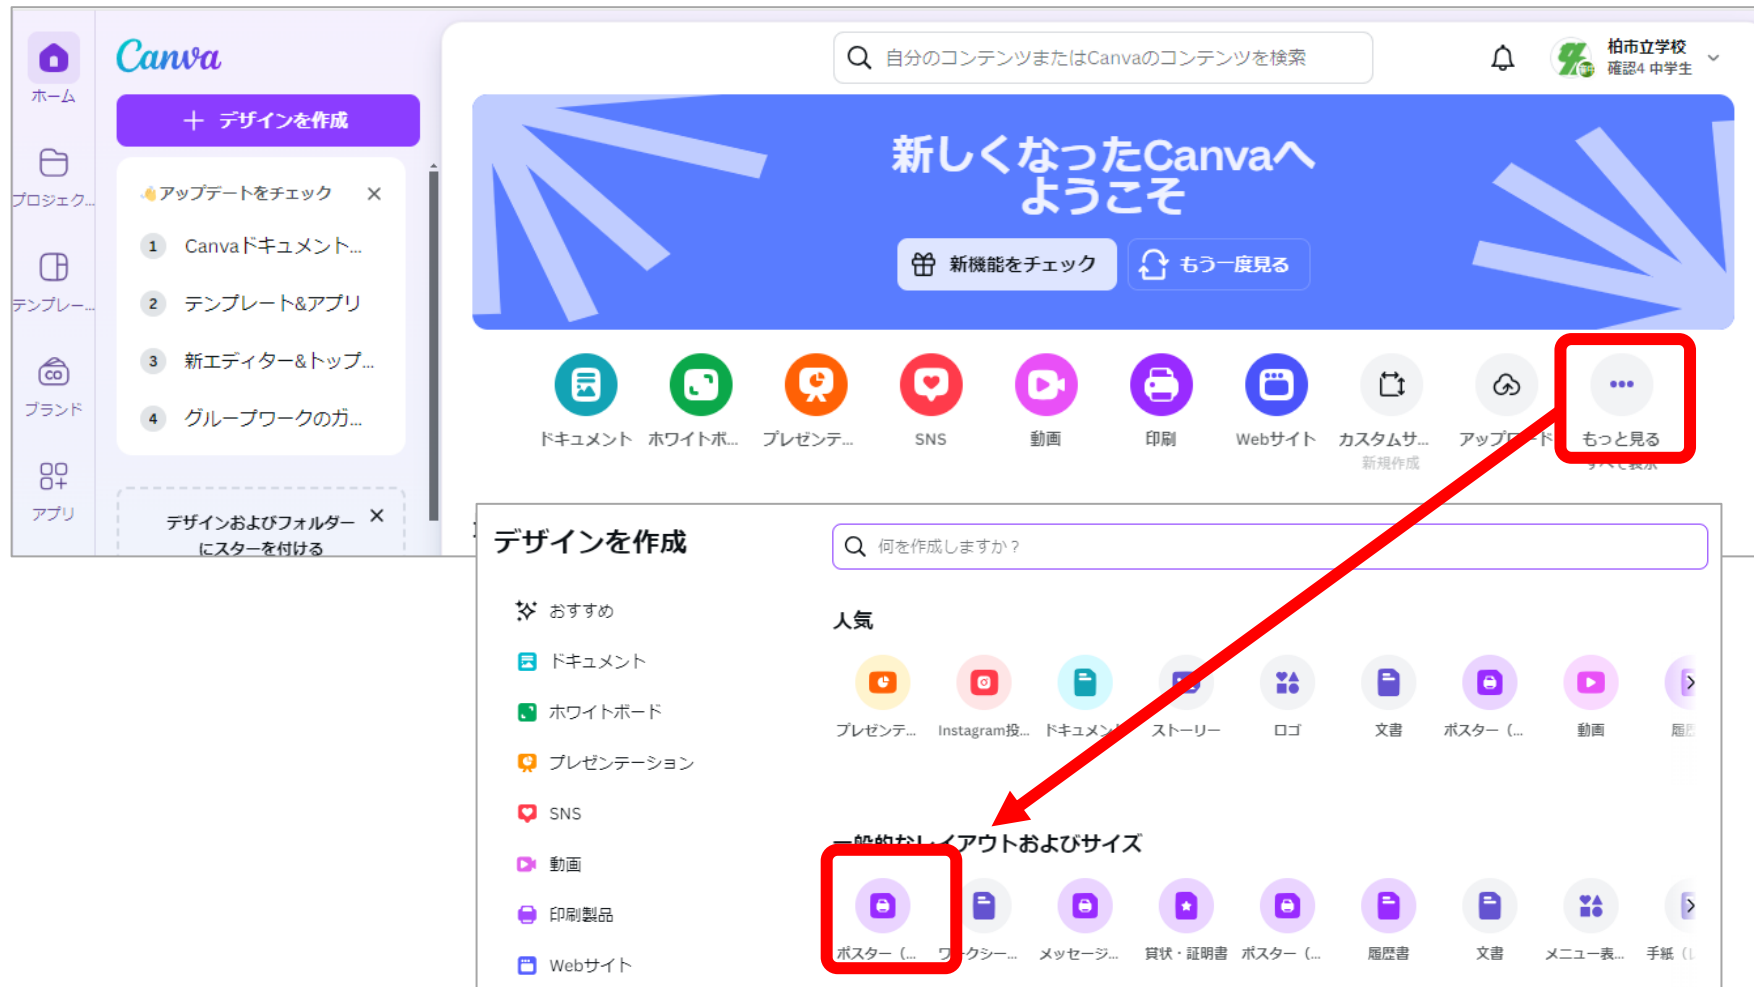 Canva
ホーム
プロジェク...
テンプレー...
ブランド
アプリ
デザインを作成
アップデートをチェック
1 Canvaドキュメント...
2 テンプレート&アプリ
3 新エディター&トップ...
4 グループワークのガ...
デザインおよびフォルダー
にスターを付ける
自分のコンテンツまたはCanvaのコンテンツを検索
柏市立学校
確認4 中学生
新しくなったCanvaへ
ようこそ
新機能をチェック
もう一度見る
ドキュメント
ホワイトボ...
プレゼンテ...
SNS
動画
印刷
Webサイト
カスタムサ...
新規作成
アップロード
もっと見る
すべて表示
デザインを作成
何を作成しますか？
おすすめ
ドキュメント
ホワイトボード
プレゼンテーション
SNS
動画
印刷製品
Webサイト
人気
プレゼンテ...
Instagram投...
ドキュメント
ストーリー
ロゴ
文書
ポスター（...
動画
一般的なレイアウトおよびサイズ
ポスター（...
ワークシー...
メッセージ...
賞状・証明書
ポスター（...
履歴書
文書
メニュー表...
手紙（